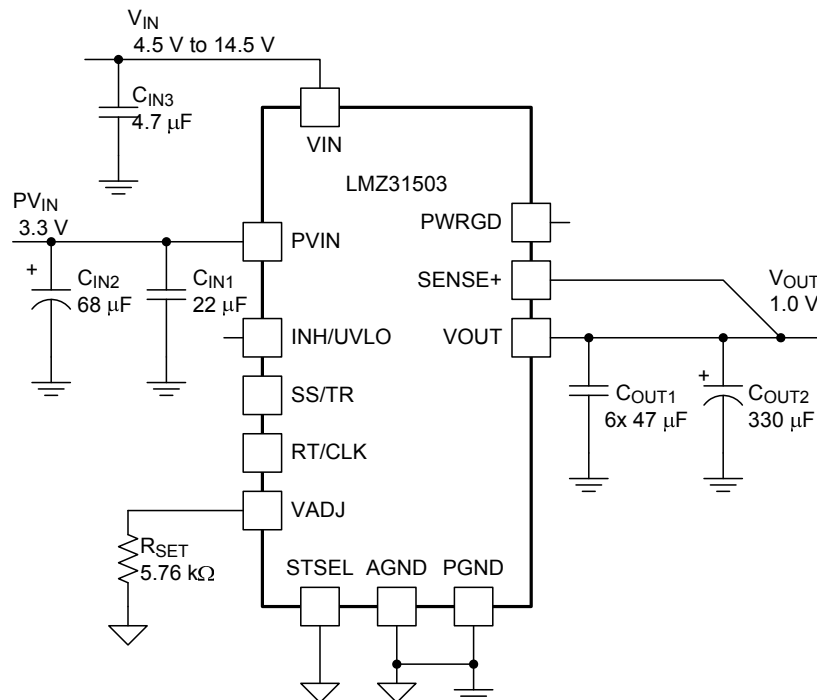 VIN
4.5 V to 14.5 V
CIN3
4.7 μF
VIN
LMZ31503
PVIN
3.3 V
PVIN
PWRGD
+
CIN2
68 μF
CIN1
22 μF
SENSE+
VOUT
1.0 V
INH/UVLO
VOUT
SS/TR
COUT1
6x 47 μF
+
COUT2
330 μF
RT/CLK
VADJ
RSET
5.76 kΩ
STSEL
AGND
PGND